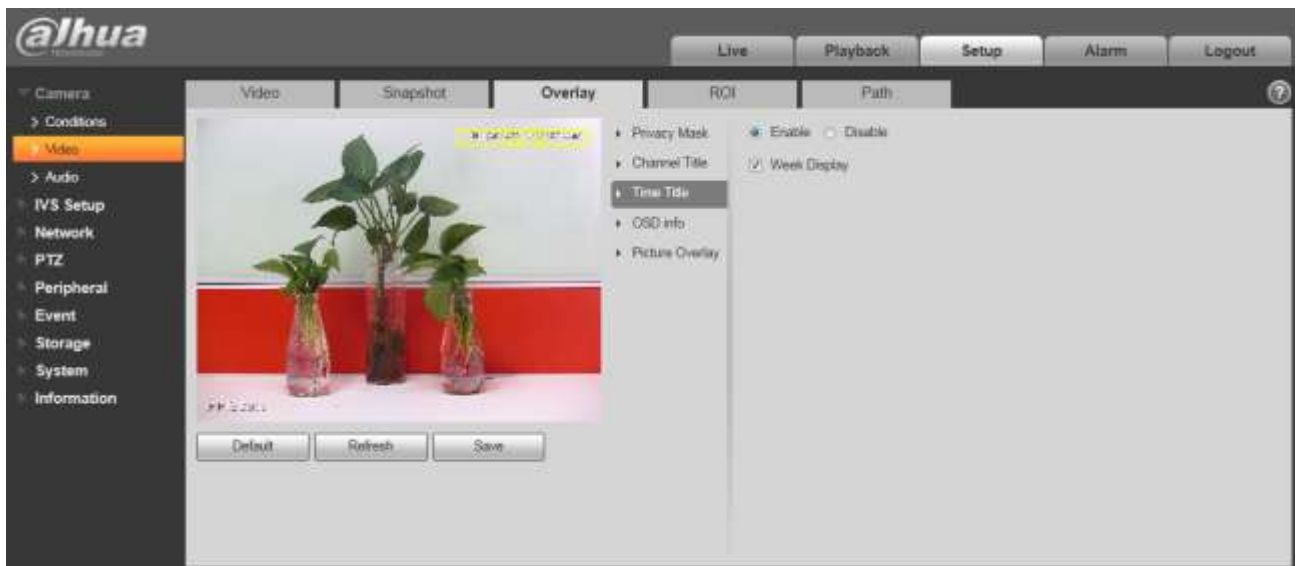 alhua
TECHNOLOGY
Live
Playback
Setup
Alarm
Logout
Camera
Video
Snapshot
Overlay
ROI
Path
?
> Conditions
> Video
> Audio
IVS Setup
Network
PTZ
Peripheral
Event
Storage
System
Information
Privacy Mask
Channel Title
Time Title
OSD info
Picture Overlay
Enable
Disable
Week Display
Default
Refresh
Save